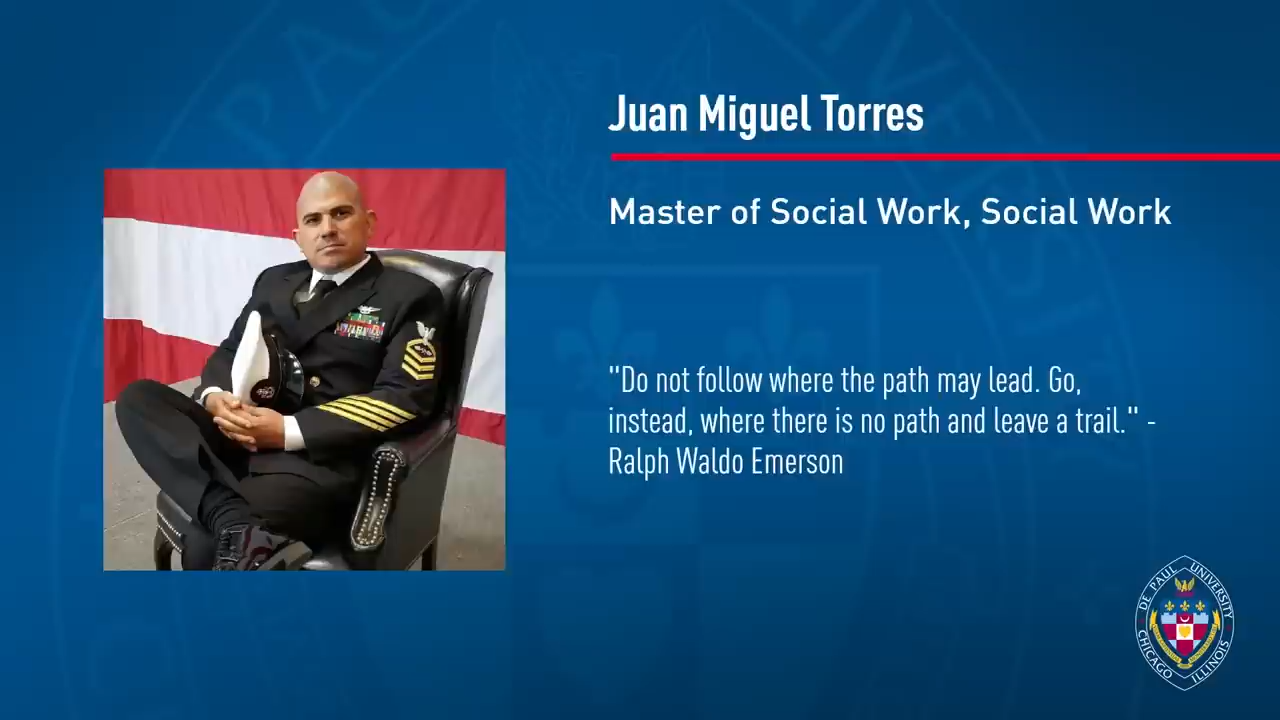 Juan Miguel Torres
Master of Social Work, Social Work
"Do not follow where the path may lead. Go,
instead, where there is no path and leave a trail." -
Ralph Waldo Emerson
DE PAUL UNIVERSITY
CHICAGO ILLINOIS